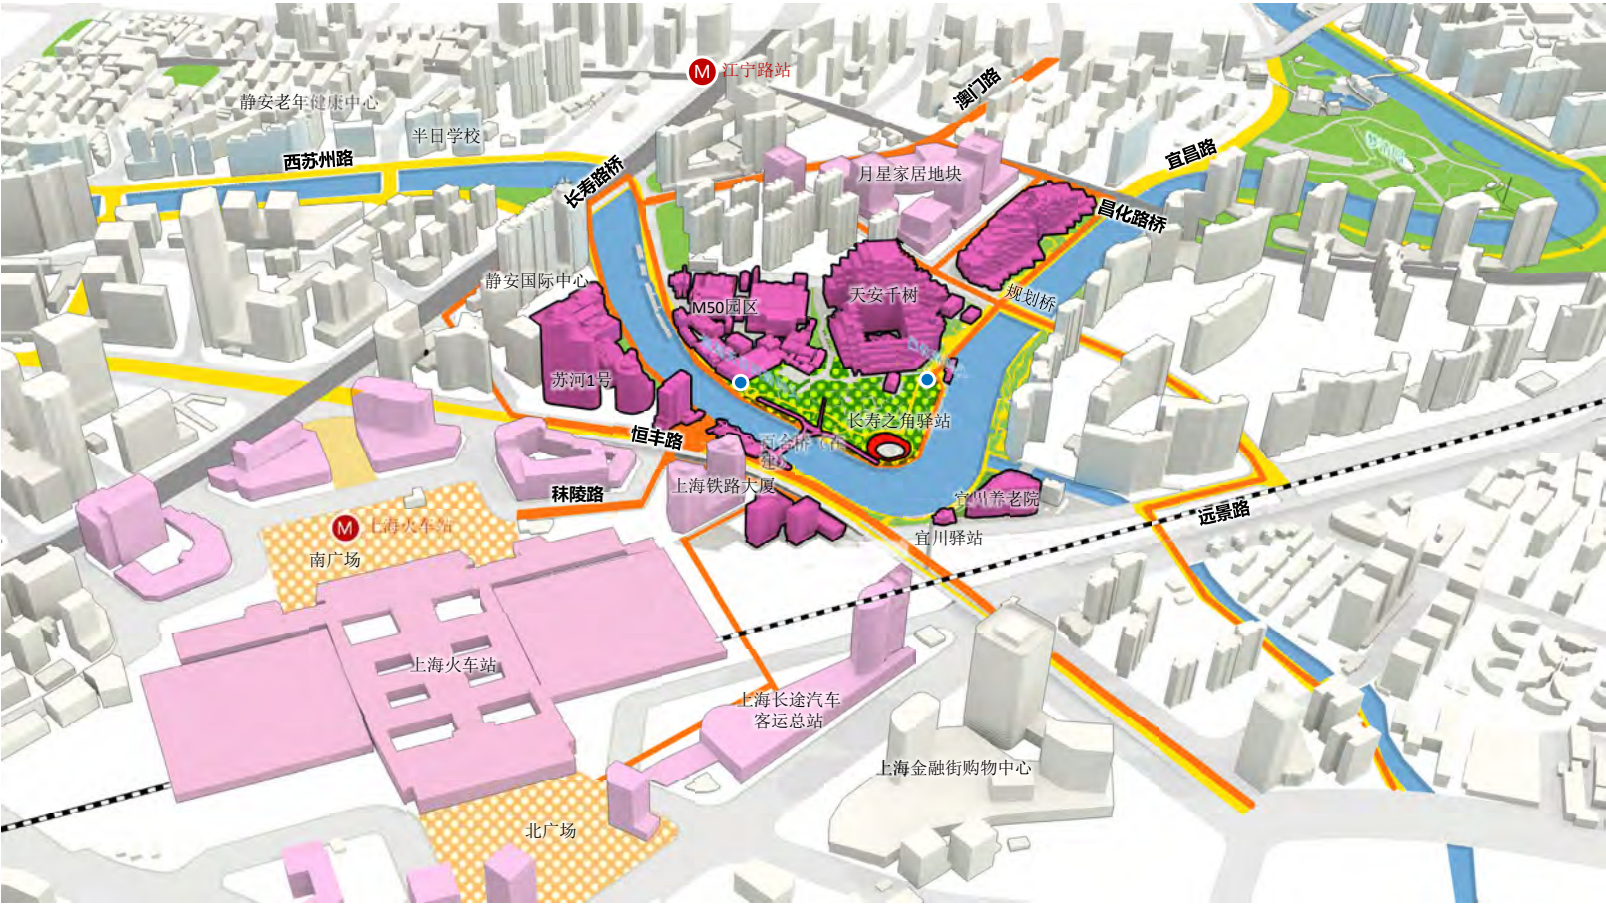 M 江宁路站
澳门路
静安老年健康中心
半日学校
西苏州路
长寿路桥
月星家居地块
宜昌路
昌化路桥
静安国际中心
M50园区
天安千树
规划桥
苏河1号
长寿之角驿站
恒丰路
百合桥（在
建）
上海铁路大厦
秣陵路
宜川养老院
远景路
宜川驿站
M 上海火车站
南广场
上海火车站
上海长途汽车
客运总站
上海金融街购物中心
北广场